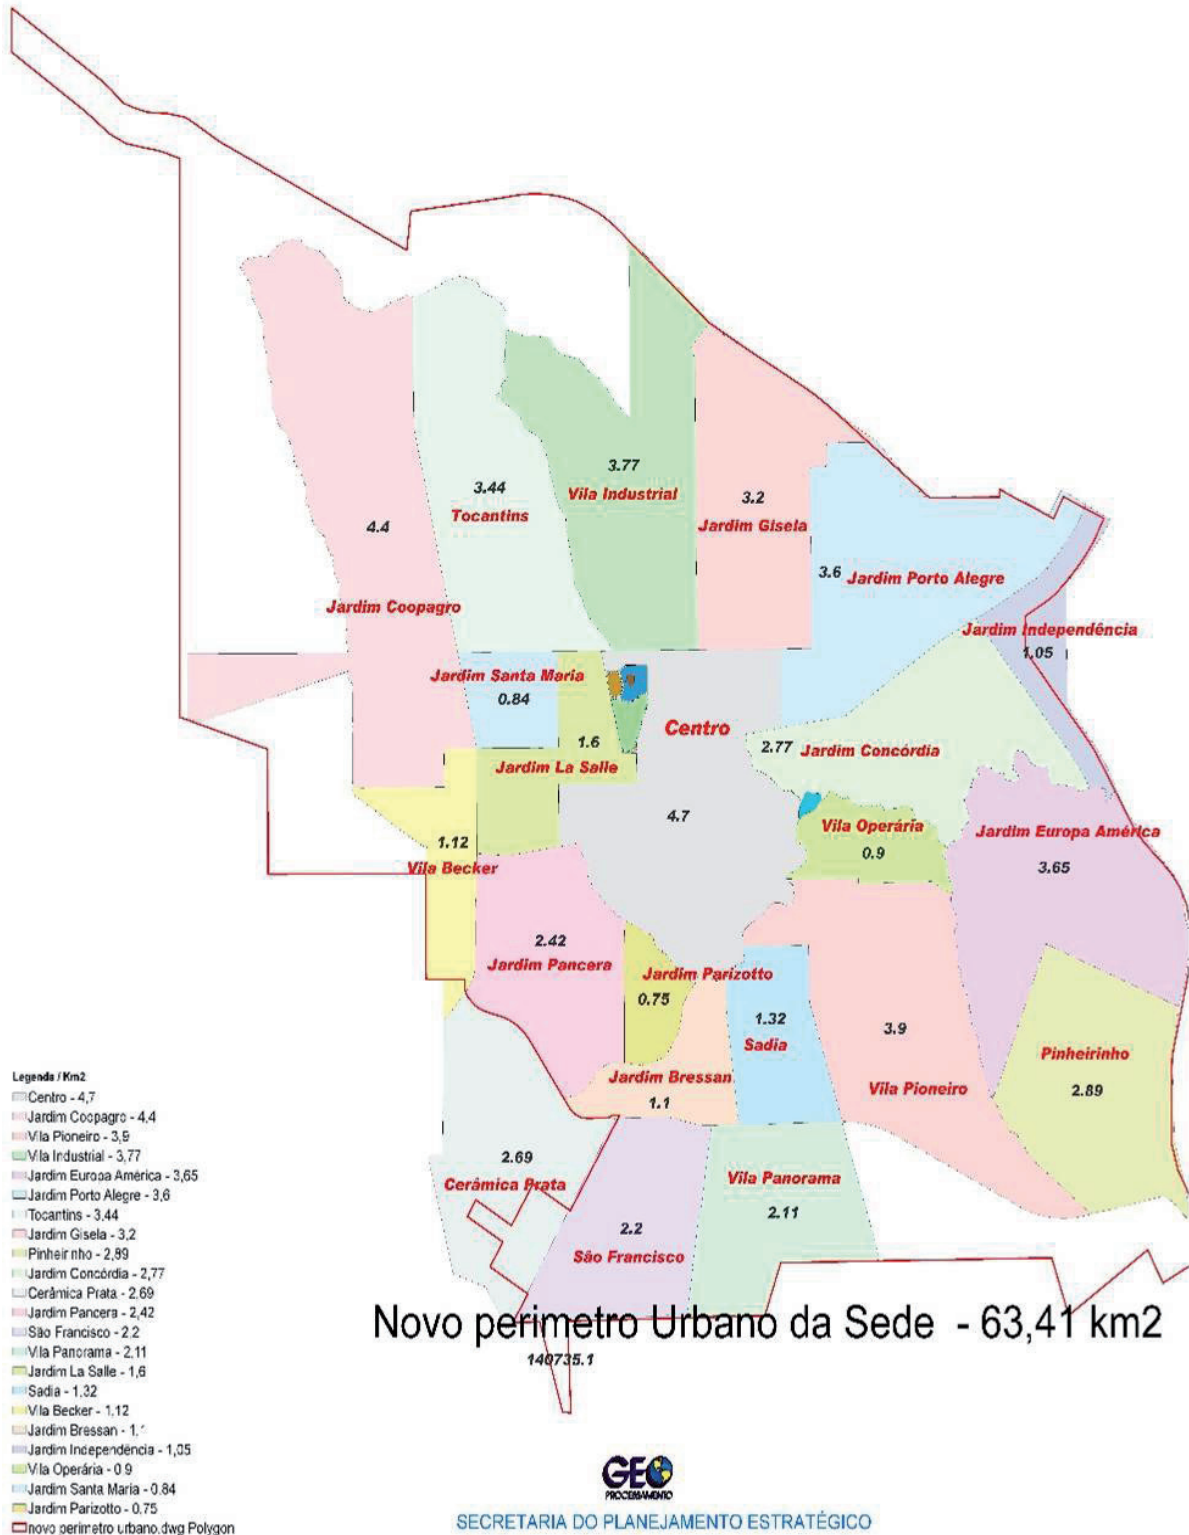 3.77
Vila Industrial
3.44
Tocantins
3.2
Jardim Gisela
4.4
3.6 Jardim Porto Alegre
Jardim Coopagro
Jardim Independência
1,05
Jardim Santa Maria
0.84
Centro
1.6
2.77 Jardim Concórdia
Jardim La Salle
4.7
Vila Operária
0.9
Jardim Europa América
3.65
1.12
Vila Becker
2.42
Jardim Pancera
Jardim Parizotto
0.75
1.32
Sadia
3.9
Vila Pioneiro
Pinheirinho
2.89
Jardim Bressan
1.1
2.69
Cerâmica Prata
Vila Panorama
2.11
2.2
São Francisco
Novo perimetro Urbano da Sede - 63,41 km2
140735.1
Legenda / Km2
Centro - 4,7
Jardim Coopagro - 4,4
Vila Pioneiro - 3,9
Vila Industrial - 3,77
Jardim Europa América - 3,65
Jardim Porto Alegre - 3,6
Tocantins - 3.44
Jardim Gisela - 3,2
Pinheirinho - 2,89
Jardim Concórdia - 2,77
Cerâmica Prata - 2.69
Jardim Pancera - 2,42
São Francisco - 2.2
Vila Panorama - 2,11
Jardim La Salle - 1,6
Sadia - 1,32
Vila Becker - 1,12
Jardim Bressan - 1,1
Jardim Independência - 1,05
Vila Operária - 0.9
Jardim Santa Maria - 0.84
Jardim Parizotto - 0,75
novo perimetro urbano.dwg Polygon
GEO
PROCESSAMENTO
SECRETARIA DO PLANEJAMENTO ESTRATÉGICO